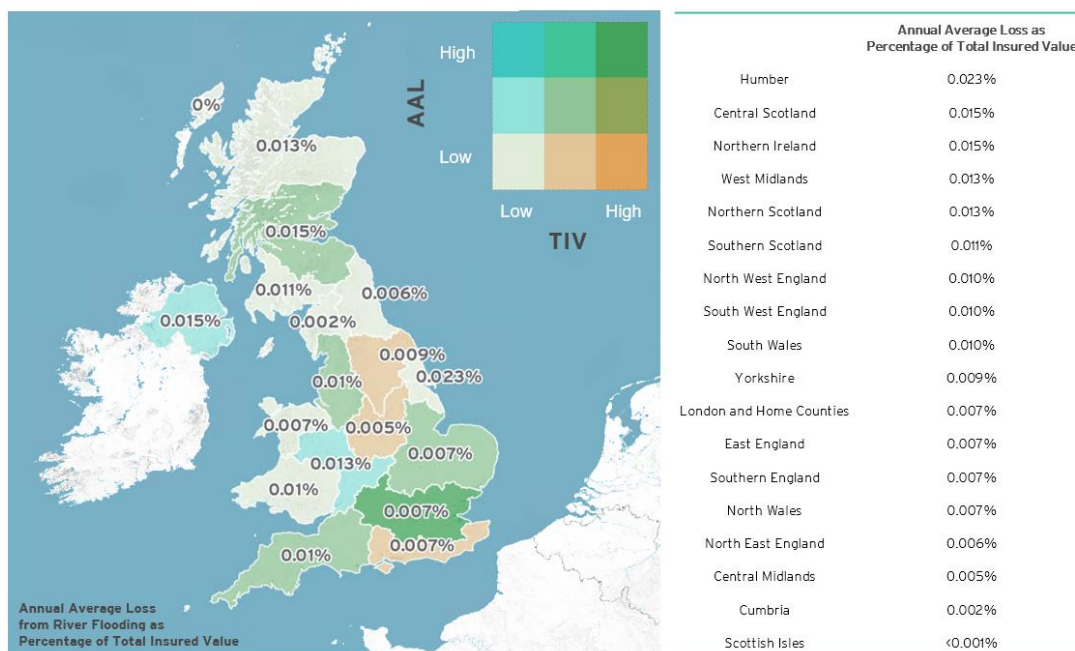 High
AAL
Low
Low
High
TIV
0%
0.013%
0.015%
0.011%
0.006%
0.015%
0.002%
0.009%
0.023%
0.01%
0.007%
0.005%
0.007%
0.013%
0.01%
0.007%
0.01%
0.007%
Annual Average Loss
from River Flooding as
Percentage of Total Insured Value
Annual Average Loss as
Percentage of Total Insured Value
Humber 0.023%
Central Scotland 0.015%
Northern Ireland 0.015%
West Midlands 0.013%
Northern Scotland 0.013%
Southern Scotland 0.011%
North West England 0.010%
South West England 0.010%
South Wales 0.010%
Yorkshire 0.009%
London and Home Counties 0.007%
East England 0.007%
Southern England 0.007%
North Wales 0.007%
North East England 0.006%
Central Midlands 0.005%
Cumbria 0.002%
Scottish Isles <0.001%